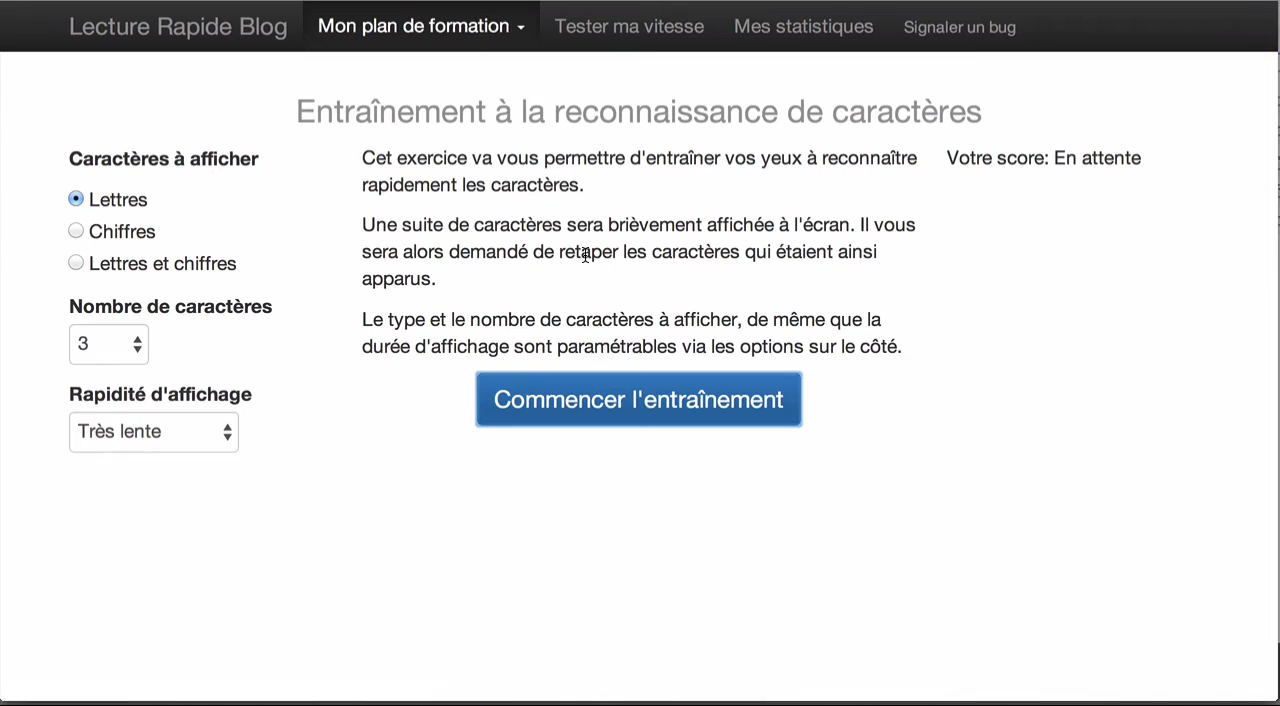 Lecture Rapide Blog Mon plan de formation Tester ma vitesse Mes statistiques Signaler un bug
Entraînement à la reconnaissance de caractères
Caractères à afficher
Lettres
Chiffres
Lettres et chiffres
Nombre de caractères
3
Rapidité d'affichage
Très lente
Cet exercice va vous permettre d'entraîner vos yeux à reconnaître
rapidement les caractères.
Une suite de caractères sera brièvement affichée à l'écran. Il vous
sera alors demandé de retaper les caractères qui étaient ainsi
apparus.
Le type et le nombre de caractères à afficher, de même que la
durée d'affichage sont paramétrables via les options sur le côté.
Commencer l'entraînement
Votre score: En attente